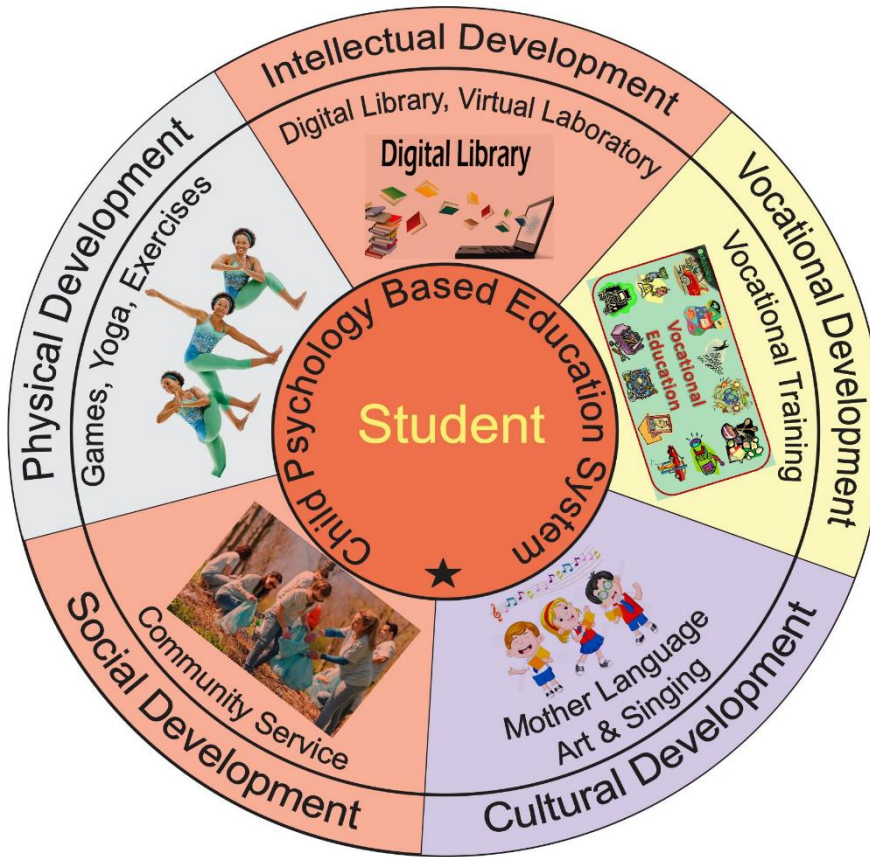 Intellectual Development
Digital Library, Virtual Laboratory
Digital Library
Vocational Development
Vocational Training
Vocational
Education
Cultural Development
Mother Language
Art & Singing
Social Development
Community Service
Physical Development
Games, Yoga, Exercises
Child Psychology Based Education System
Student